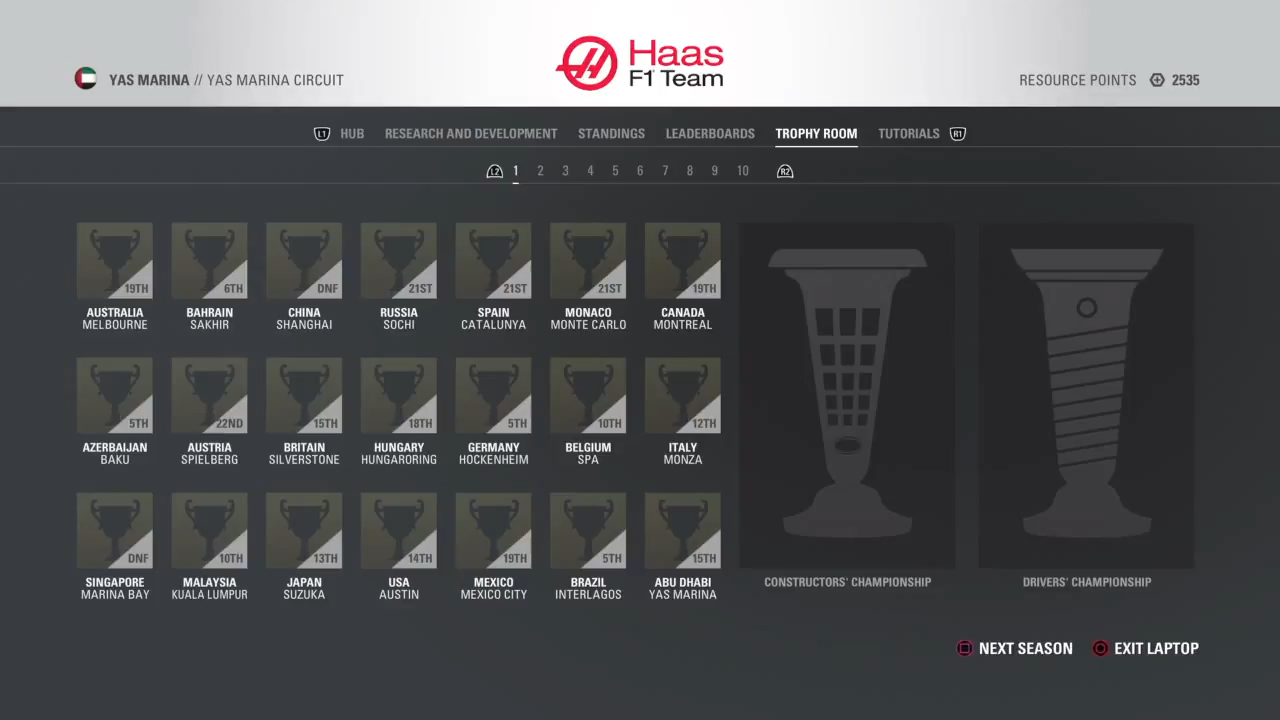 Haas
F1 Team
YAS MARINA // YAS MARINA CIRCUIT
RESOURCE POINTS 2535
L1 HUB RESEARCH AND DEVELOPMENT STANDINGS LEADERBOARDS TROPHY ROOM TUTORIALS R1
L2 1 2 3 4 5 6 7 8 9 10 R2
19TH 6TH DNF 21ST 21ST 21ST 19TH
AUSTRALIA BAHRAIN CHINA RUSSIA SPAIN MONACO CANADA
MELBOURNE SAKHIR SHANGHAI SOCHI CATALUNYA MONTE CARLO MONTREAL
5TH 22ND 15TH 18TH 5TH 10TH 12TH
AZERBAIJAN AUSTRIA BRITAIN HUNGARY GERMANY BELGIUM ITALY
BAKU SPIELBERG SILVERSTONE HUNGARORING HOCKENHEIM SPA MONZA
DNF 10TH 13TH 14TH 19TH 5TH 15TH
SINGAPORE MALAYSIA JAPAN USA MEXICO BRAZIL ABU DHABI
MARINA BAY KUALA LUMPUR SUZUKA AUSTIN MEXICO CITY INTERLAGOS YAS MARINA
CONSTRUCTORS' CHAMPIONSHIP DRIVERS' CHAMPIONSHIP
NEXT SEASON EXIT LAPTOP